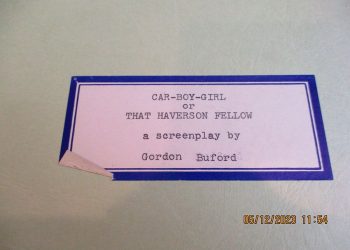 CAR-BOY-GIRL
or
THAT HAVERSON FELLOW
a screenplay by
Gordon Buford
05/12/2023 11:54